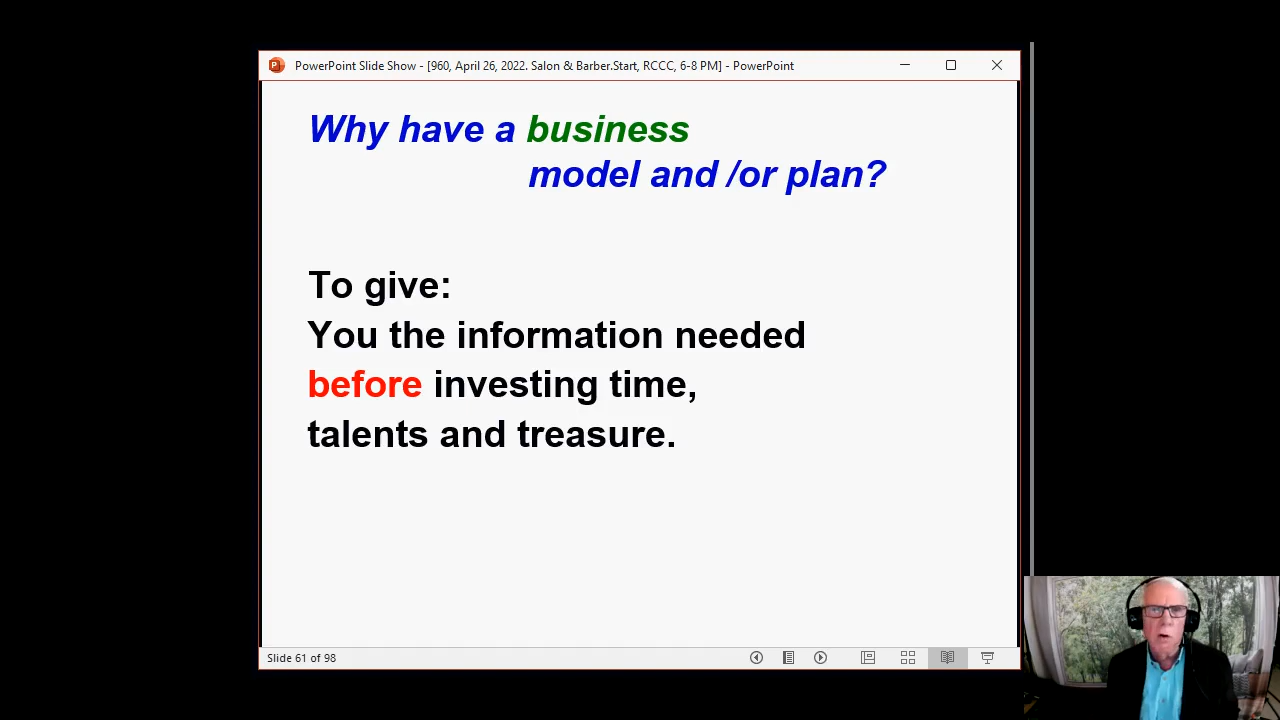 PowerPoint Slide Show - [960, April 26, 2022. Salon & Barber.Start, RCCC, 6-8 PM] - PowerPoint
Why have a business
model and /or plan?
To give:
You the information needed
before investing time,
talents and treasure.
Slide 61 of 98